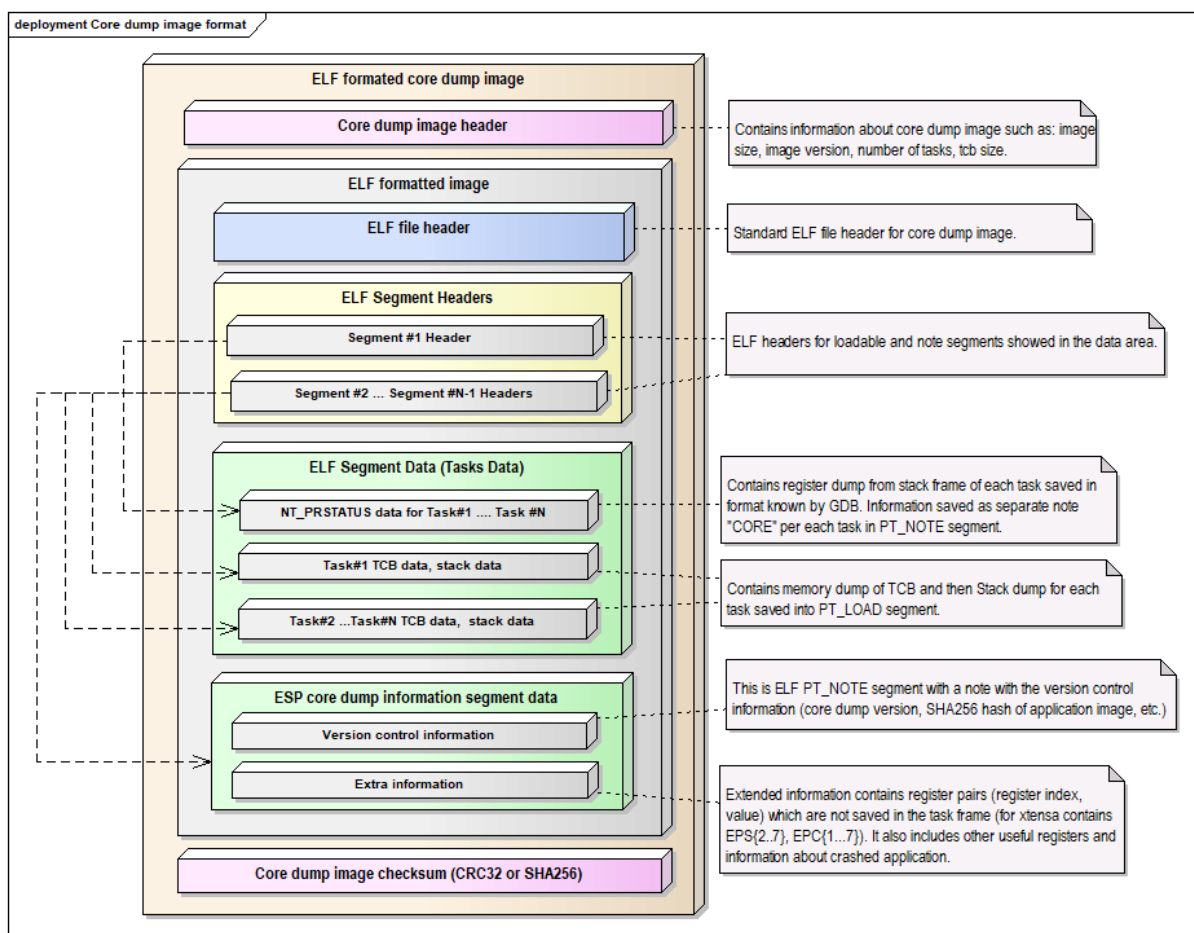 deployment Core dump image format
ELF formated core dump image
Core dump image header
Contains information about core dump image such as: image
size, image version, number of tasks, tcb size.
ELF formatted image
ELF file header
Standard ELF file header for core dump image.
ELF Segment Headers
Segment #1 Header
ELF headers for loadable and note segments showed in the data area.
Segment #2 ... Segment #N-1 Headers
ELF Segment Data (Tasks Data)
Contains register dump from stack frame of each task saved in
format known by GDB. Information saved as separate note
"CORE" per each task in PT_NOTE segment.
NT_PRSTATUS data for Task#1 .... Task #N
Task#1 TCB data, stack data
Contains memory dump of TCB and then Stack dump for each
task saved into PT_LOAD segment.
Task#2 ...Task#N TCB data, stack data
ESP core dump information segment data
This is ELF PT_NOTE segment with a note with the version control
information (core dump version, SHA256 hash of application image, etc.)
Version control information
Extra information
Extended information contains register pairs (register index,
value) which are not saved in the task frame (for xtensa contains
EPS{2..7}, EPC{1...7}). It also includes other useful registers and
information about crashed application.
Core dump image checksum (CRC32 or SHA256)